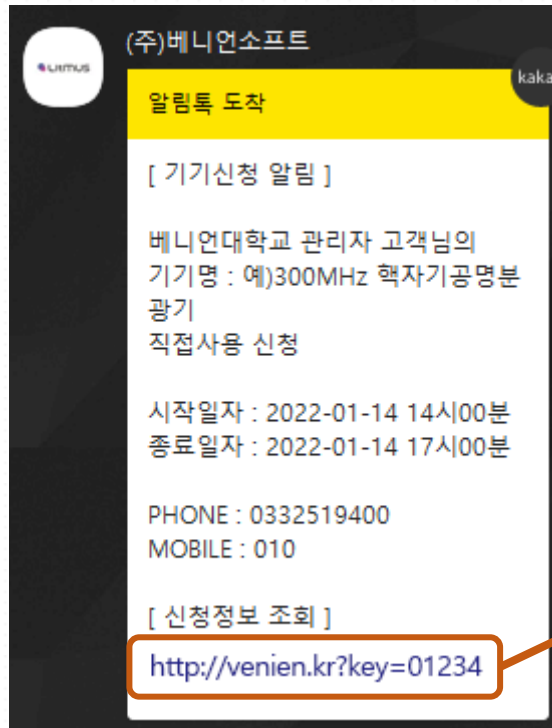 LITMUS
(주)베니언소프트
kaka
알림톡 도착
[ 기기신청 알림 ]
베니언대학교 관리자 고객님의
기기명 : 예)300MHz 핵자기공명분
광기
직접사용 신청
시작일자 : 2022-01-14 14시00분
종료일자 : 2022-01-14 17시00분
PHONE : 0332519400
MOBILE : 010
[ 신청정보 조회 ]
http://venien.kr?key=01234